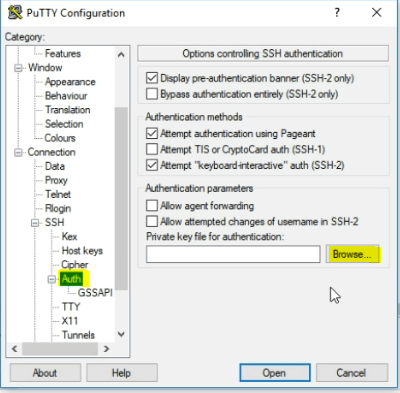 PuTTY Configuration
Category:
Features
Window
Appearance
Behaviour
Translation
Selection
Colours
Connection
Data
Proxy
Telnet
Rlogin
SSH
Kex
Host keys
Cipher
Auth
GSSAPI
TTY
X11
Tunnels
Options controlling SSH authentication
Display pre-authentication banner (SSH-2 only)
Bypass authentication entirely (SSH-2 only)
Authentication methods
Attempt authentication using Pageant
Attempt TIS or CryptoCard auth (SSH-1)
Attempt "keyboard-interactive" auth (SSH-2)
Authentication parameters
Allow agent forwarding
Allow attempted changes of username in SSH-2
Private key file for authentication:
Browse...
About Help Open Cancel